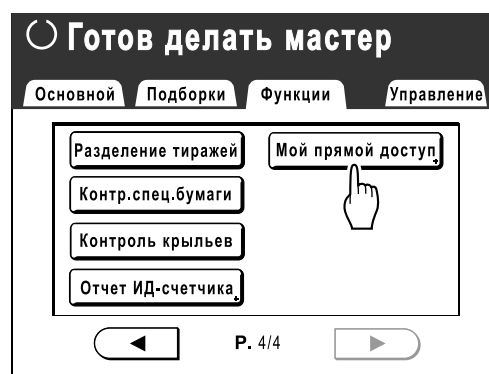 Готов делать мастер
Основной Подборки Функции Управление
Разделение тиражей Мой прямой доступ
Контр.спец.бумаги
Контроль крыльев
Отчет ИД-счетчика
P. 4/4